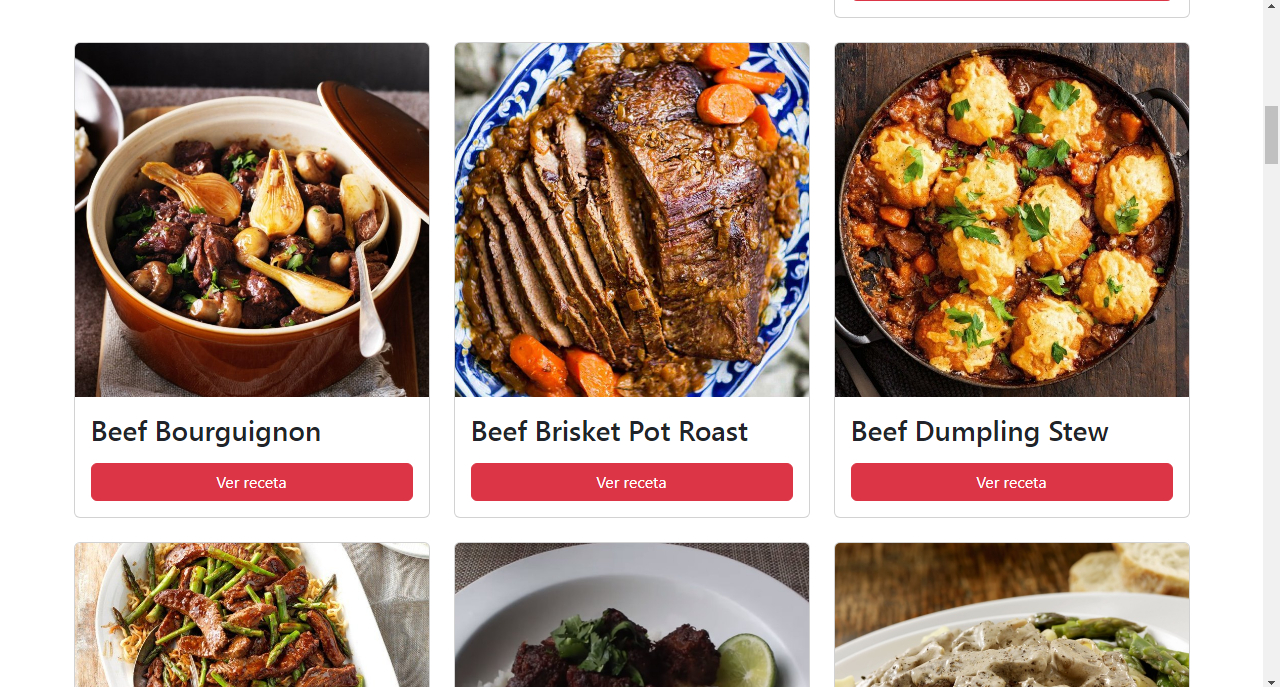 Beef Bourguignon
Ver receta
Beef Brisket Pot Roast
Ver receta
Beef Dumpling Stew
Ver receta